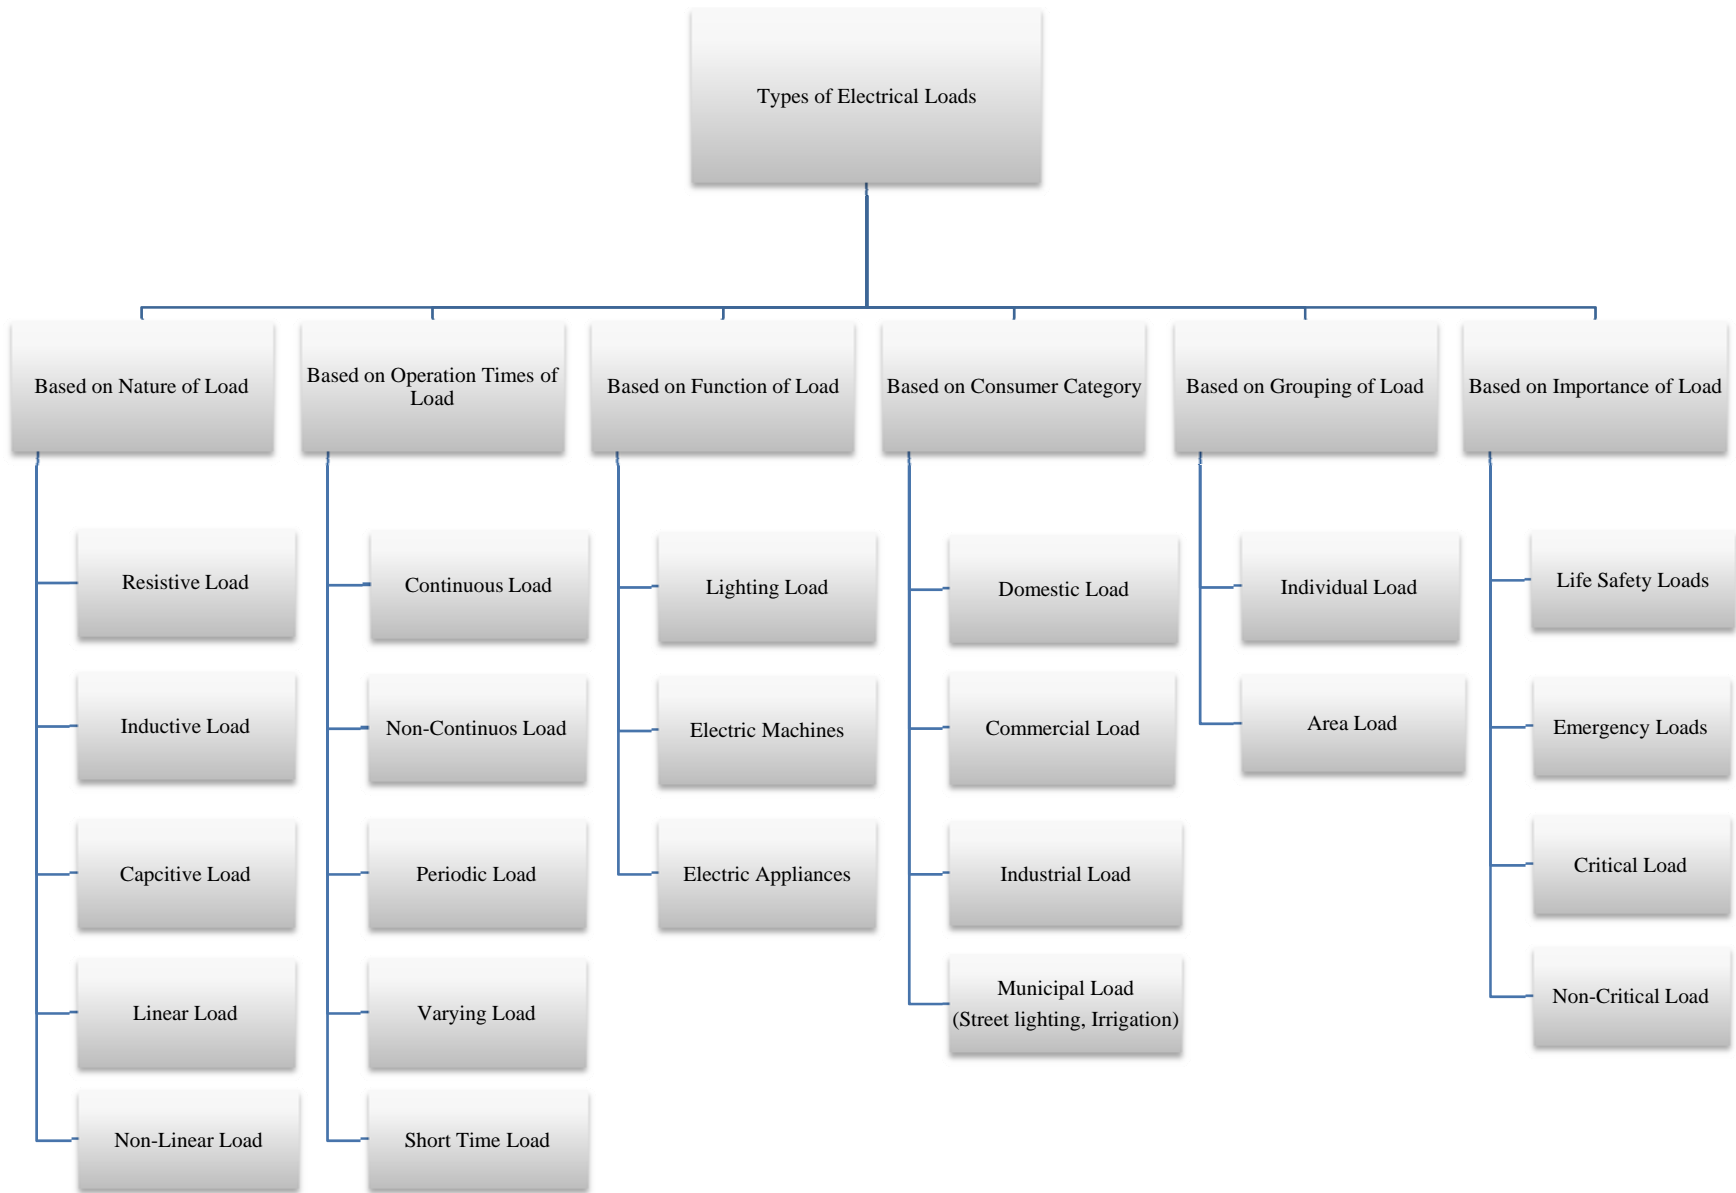 Types of Electrical Loads
Based on Nature of Load
Based on Operation Times of
Load
Based on Function of Load
Based on Consumer Category
Based on Grouping of Load
Based on Importance of Load
Resistive Load
Inductive Load
Capcitive Load
Linear Load
Non-Linear Load
Continuous Load
Non-Continuos Load
Periodic Load
Varying Load
Short Time Load
Lighting Load
Electric Machines
Electric Appliances
Domestic Load
Commercial Load
Industrial Load
Municipal Load
(Street lighting, Irrigation)
Individual Load
Area Load
Life Safety Loads
Emergency Loads
Critical Load
Non-Critical Load